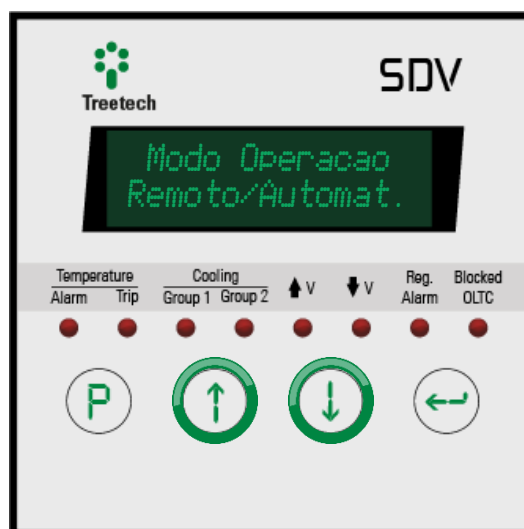 Treetech
SDV
Modo Operacao
Remoto/Automat.
Temperature
Alarm Trip
Cooling
Group 1 Group 2
V
V
Reg.
Alarm
Blocked
OLTC
P